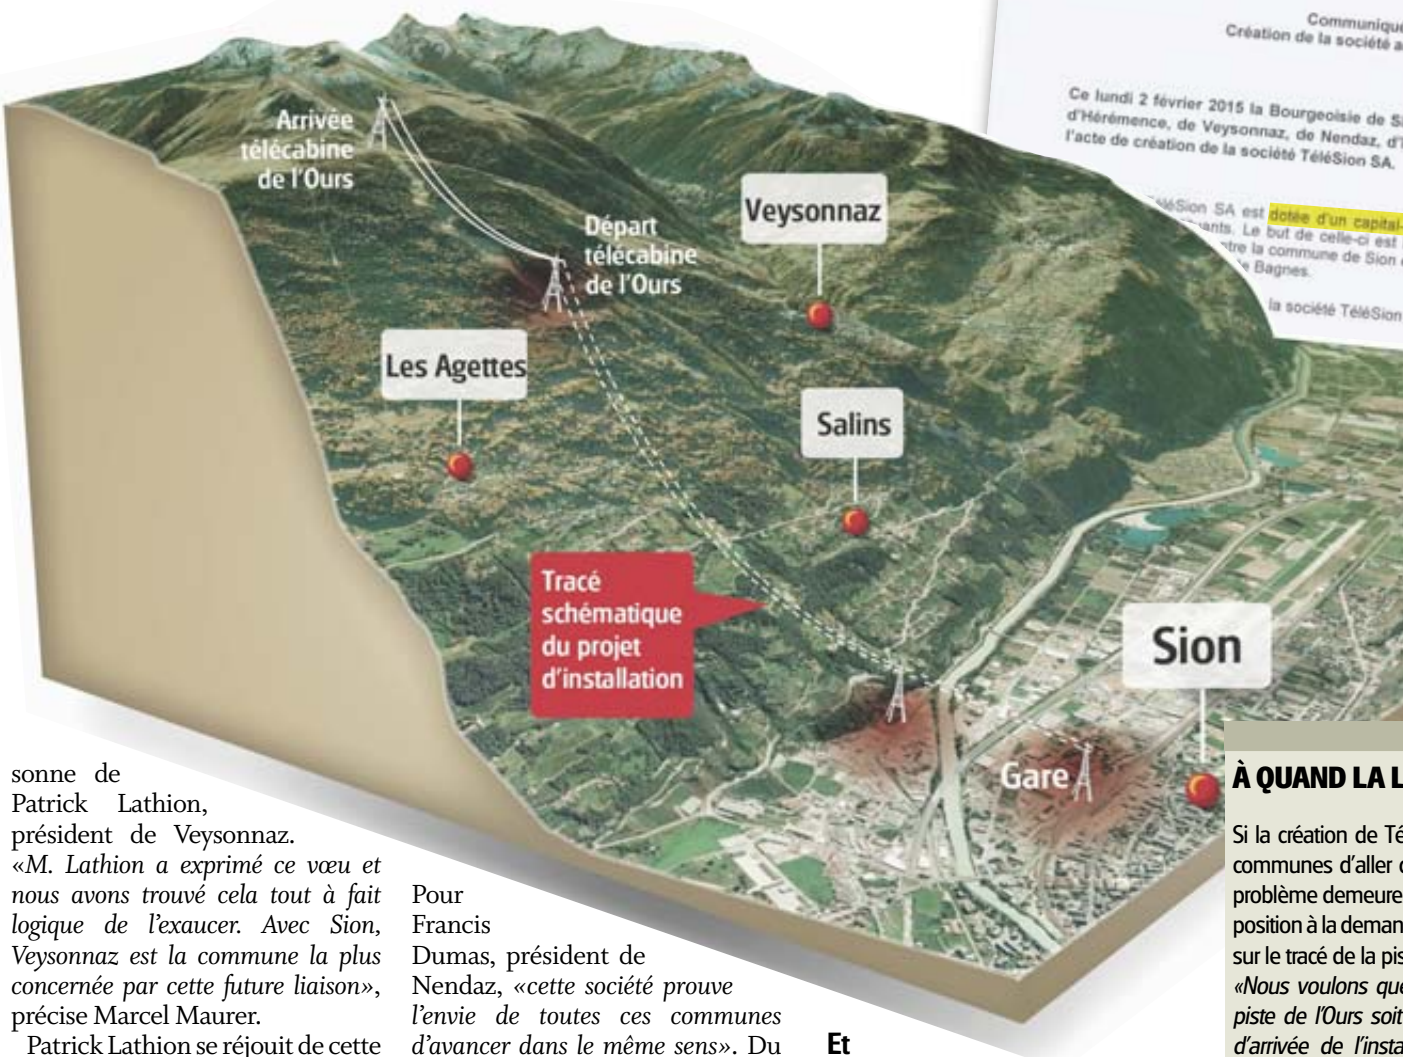 Communiqué
Création de la société
Ce lundi 2 février 2015 la Bourgeoisie de
d'Hérémence, de Veysonnaz, de Nendaz,
l'acte de création de la société TéléSion SA.
SA est dotée d'un capital-
Le but de celle-ci est
la commune de Sion
Bagnes.
la société TéléSion
Arrivée
télécabine
de l'Ours
Départ
télécabine
de l'Ours
Veysonnaz
Les Agettes
Salins
Tracé
schématique
du projet
d'installation
Sion
Gare
sonne de
Patrick Lathion,
président de Veysonnaz.
«M. Lathion a exprimé ce vœu et
nous avons trouvé cela tout à fait
logique de l'exaucer. Avec Sion,
Veysonnaz est la commune la plus
concernée par cette future liaison»,
précise Marcel Maurer.
Patrick Lathion se réjouit de cette
Pour
Francis
Dumas, président de
Nendaz, «cette société prouve
l'envie de toutes ces communes
d'avancer dans le même sens». Du
Et
À QUAND LA L
Si la création de Té
communes d'aller
problème demeure
position à la deman
sur le tracé de la pis
«Nous voulons que
piste de l'Ours soit
d'arrivée de l'insta